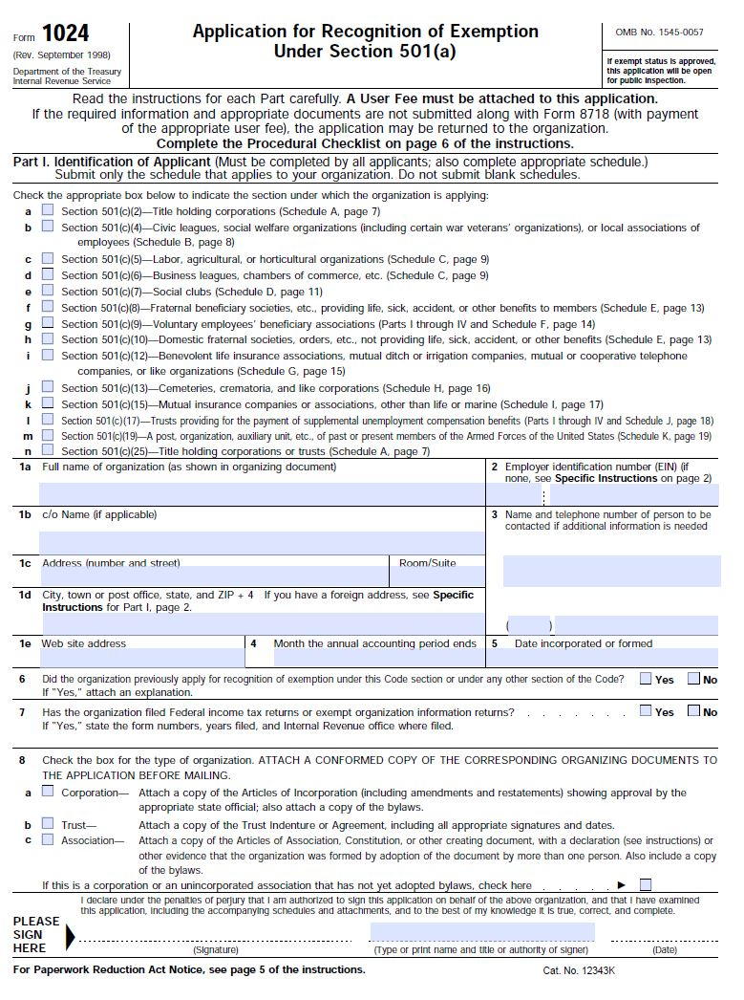 Form 1024
(Rev. September 1998)
Department of the Treasury
Internal Revenue Service
Application for Recognition of Exemption
Under Section 501(a)
OMB No. 1545-0057
If exempt status is approved,
this application will be open
for public inspection.
Read the instructions for each Part carefully. A User Fee must be attached to this application.
If the required information and appropriate documents are not submitted along with Form 8718 (with payment
of the appropriate user fee), the application may be returned to the organization.
Complete the Procedural Checklist on page 6 of the instructions.
Part I. Identification of Applicant (Must be completed by all applicants; also complete appropriate schedule.)
Submit only the schedule that applies to your organization. Do not submit blank schedules.
Check the appropriate box below to indicate the section under which the organization is applying:
a Section 501(c)(2)—Title holding corporations (Schedule A, page 7)
b Section 501(c)(4)—Civic leagues, social welfare organizations (including certain war veterans' organizations), or local associations of
employees (Schedule B, page 8)
c Section 501(c)(5)—Labor, agricultural, or horticultural organizations (Schedule C, page 9)
d Section 501(c)(6)—Business leagues, chambers of commerce, etc. (Schedule C, page 9)
e Section 501(c)(7)—Social clubs (Schedule D, page 11)
f Section 501(c)(8)—Fraternal beneficiary societies, etc., providing life, sick, accident, or other benefits to members (Schedule E, page 13)
g Section 501(c)(9)—Voluntary employees' beneficiary associations (Parts I through IV and Schedule F, page 14)
h Section 501(c)(10)—Domestic fraternal societies, orders, etc., not providing life, sick, accident, or other benefits (Schedule E, page 13)
i Section 501(c)(12)—Benevolent life insurance associations, mutual ditch or irrigation companies, mutual or cooperative telephone
companies, or like organizations (Schedule G, page 15)
j Section 501(c)(13)—Cemeteries, crematoria, and like corporations (Schedule H, page 16)
k Section 501(c)(15)—Mutual insurance companies or associations, other than life or marine (Schedule I, page 17)
l Section 501(c)(17)—Trusts providing for the payment of supplemental unemployment compensation benefits (Parts I through IV and Schedule J, page 18)
m Section 501(c)(19)—A post, organization, auxiliary unit, etc., of past or present members of the Armed Forces of the United States (Schedule K, page 19)
n Section 501(c)(25)—Title holding corporations or trusts (Schedule A, page 7)
1a Full name of organization (as shown in organizing document)
2 Employer identification number (EIN) (if
none, see Specific Instructions on page 2)
1b c/o Name (if applicable)
3 Name and telephone number of person to be
contacted if additional information is needed
1c Address (number and street)
Room/Suite
1d City, town or post office, state, and ZIP + 4 If you have a foreign address, see Specific
Instructions for Part I, page 2.
( )
1e Web site address
4 Month the annual accounting period ends
5 Date incorporated or formed
6 Did the organization previously apply for recognition of exemption under this Code section or under any other section of the Code? Yes No
If "Yes," attach an explanation.
7 Has the organization filed Federal income tax returns or exempt organization information returns? . . . . . . . Yes No
If "Yes," state the form numbers, years filed, and Internal Revenue office where filed.
8 Check the box for the type of organization. ATTACH A CONFORMED COPY OF THE CORRESPONDING ORGANIZING DOCUMENTS TO
THE APPLICATION BEFORE MAILING.
a Corporation— Attach a copy of the Articles of Incorporation (including amendments and restatements) showing approval by the
appropriate state official; also attach a copy of the bylaws.
b Trust— Attach a copy of the Trust Indenture or Agreement, including all appropriate signatures and dates.
c Association— Attach a copy of the Articles of Association, Constitution, or other creating document, with a declaration (see instructions) or
other evidence that the organization was formed by adoption of the document by more than one person. Also include a copy
of the bylaws.
If this is a corporation or an unincorporated association that has not yet adopted bylaws, check here . . . . . ▶
I declare under the penalties of perjury that I am authorized to sign this application on behalf of the above organization, and that I have examined
this application, including the accompanying schedules and attachments, and to the best of my knowledge it is true, correct, and complete.
PLEASE
SIGN
HERE
(Signature)
(Type or print name and title or authority of signer)
(Date)
For Paperwork Reduction Act Notice, see page 5 of the instructions.
Cat. No. 12343K